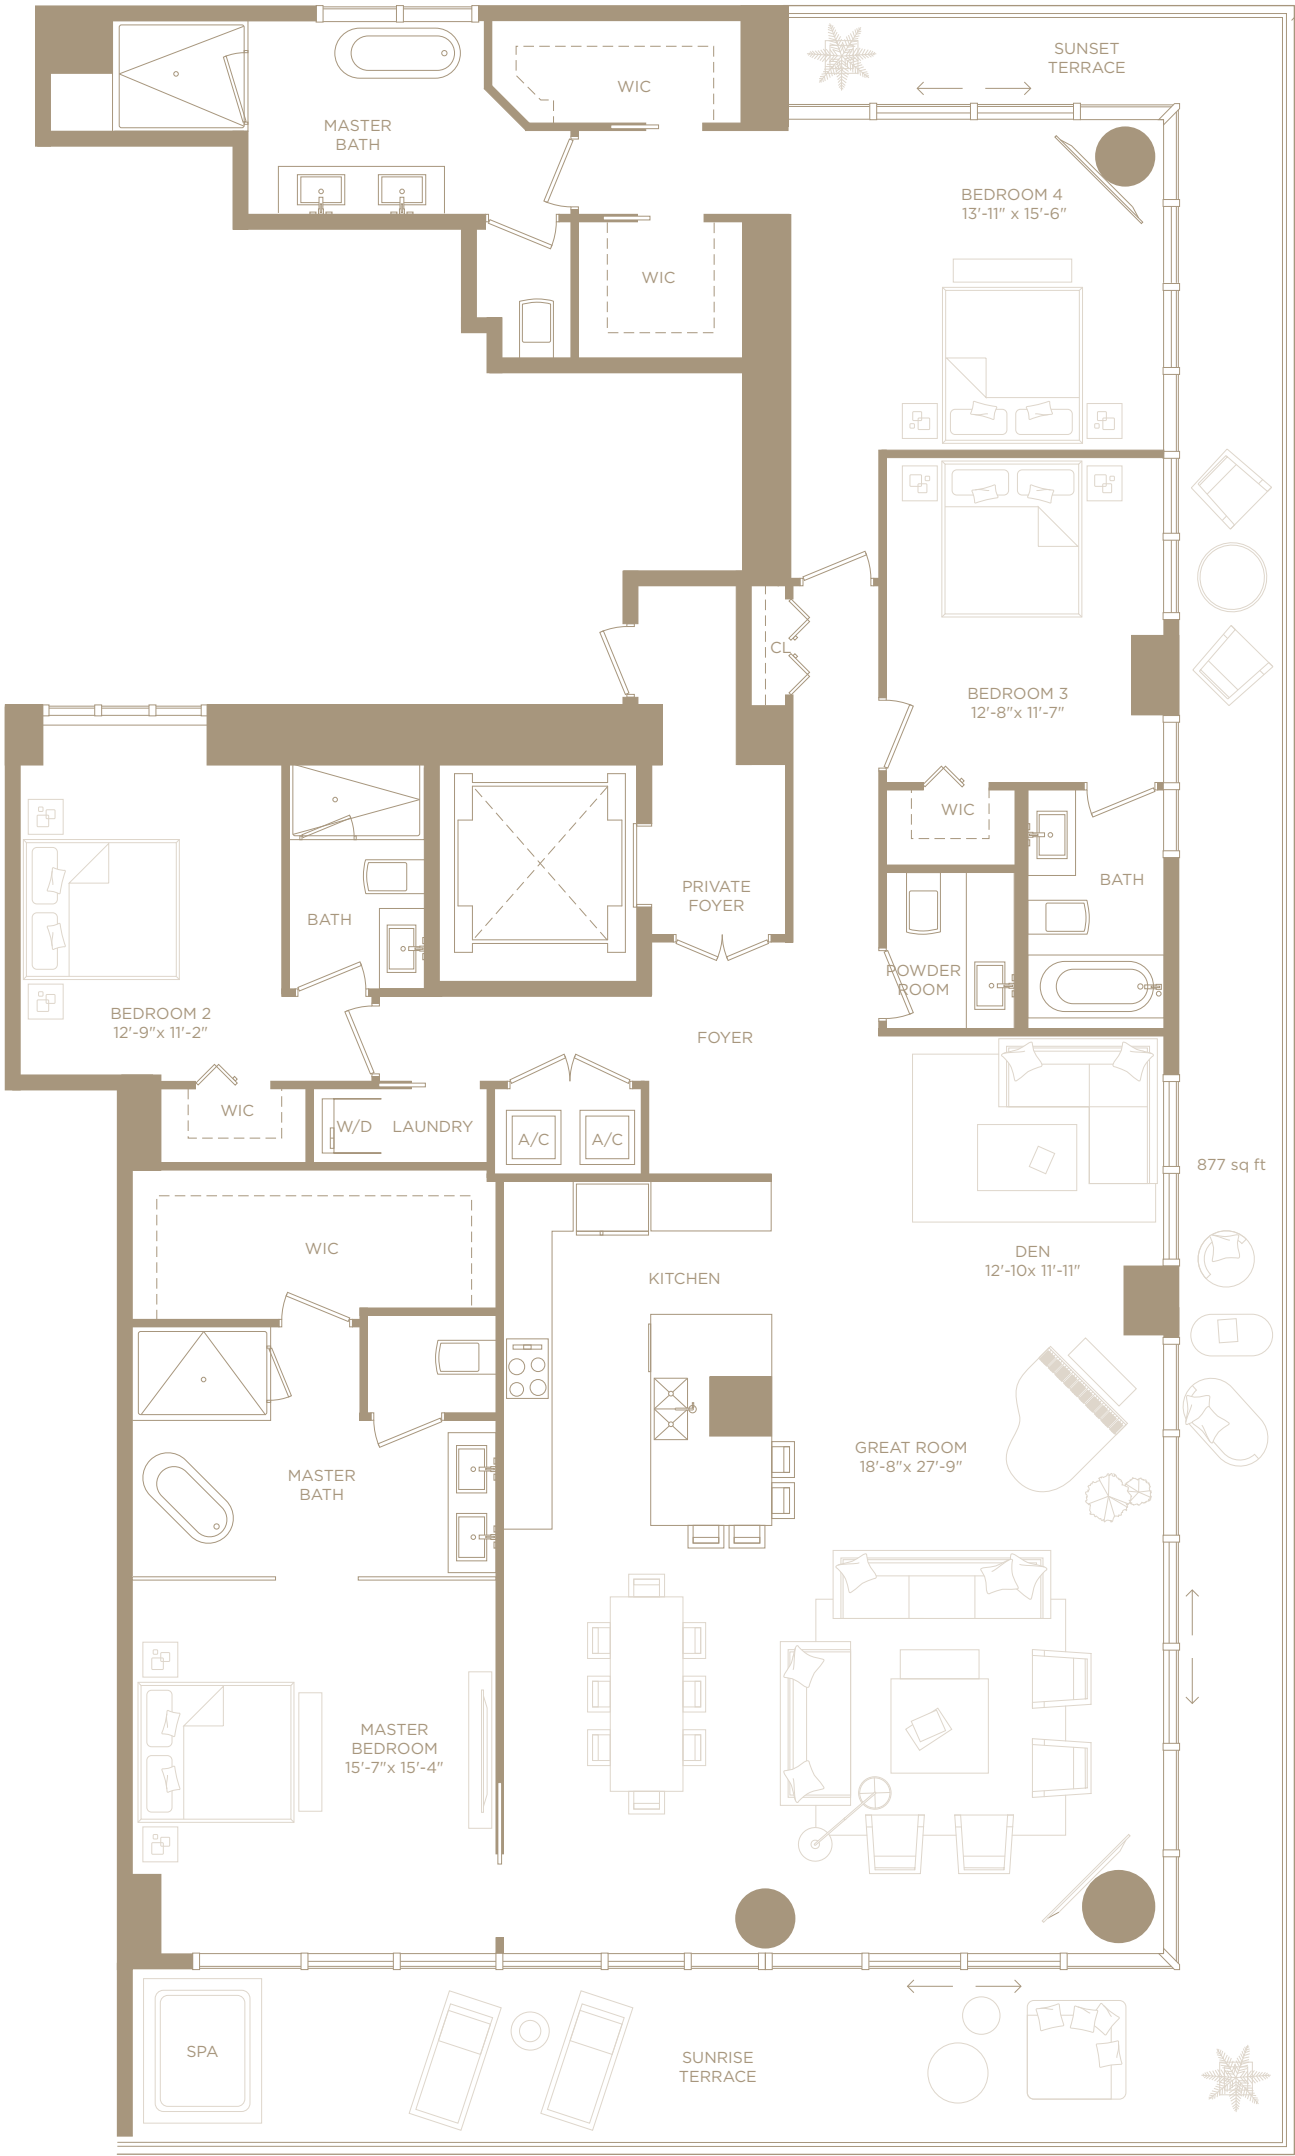 SUNSET
TERRACE
WIC
MASTER
BATH
BEDROOM 4
13'-11" x 15'-6"
WIC
CL
BEDROOM 3
12'-8"x 11'-7"
WIC
BATH
PRIVATE
FOYER
BATH
POWDER
ROOM
BEDROOM 2
12'-9"x 11'-2"
FOYER
WIC
W/D
LAUNDRY
A/C
A/C
877 sq ft
WIC
DEN
12'-10x 11'-11"
KITCHEN
GREAT ROOM
18'-8"x 27'-9"
MASTER
BATH
MASTER
BEDROOM
15'-7"x 15'-4"
SPA
SUNRISE
TERRACE